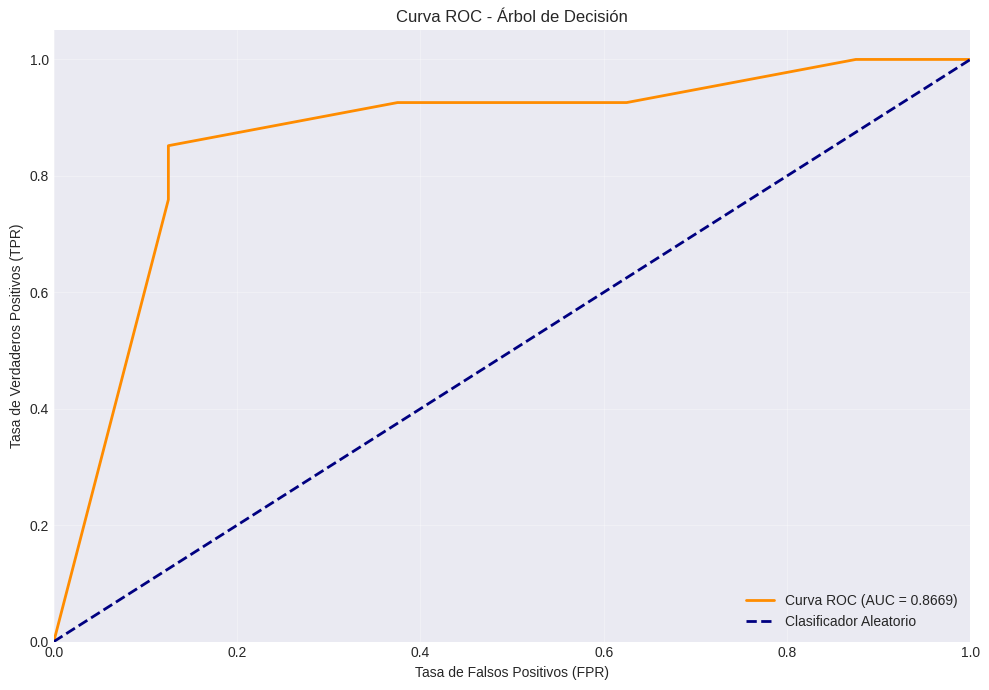 Curva ROC - Árbol de Decisión
1.0
0.8
0.6
0.4
0.2
0.0
Tasa de Verdaderos Positivos (TPR)
Curva ROC (AUC = 0.8669)
Clasificador Aleatorio
0.0 0.2 0.4 0.6 0.8 1.0
Tasa de Falsos Positivos (FPR)